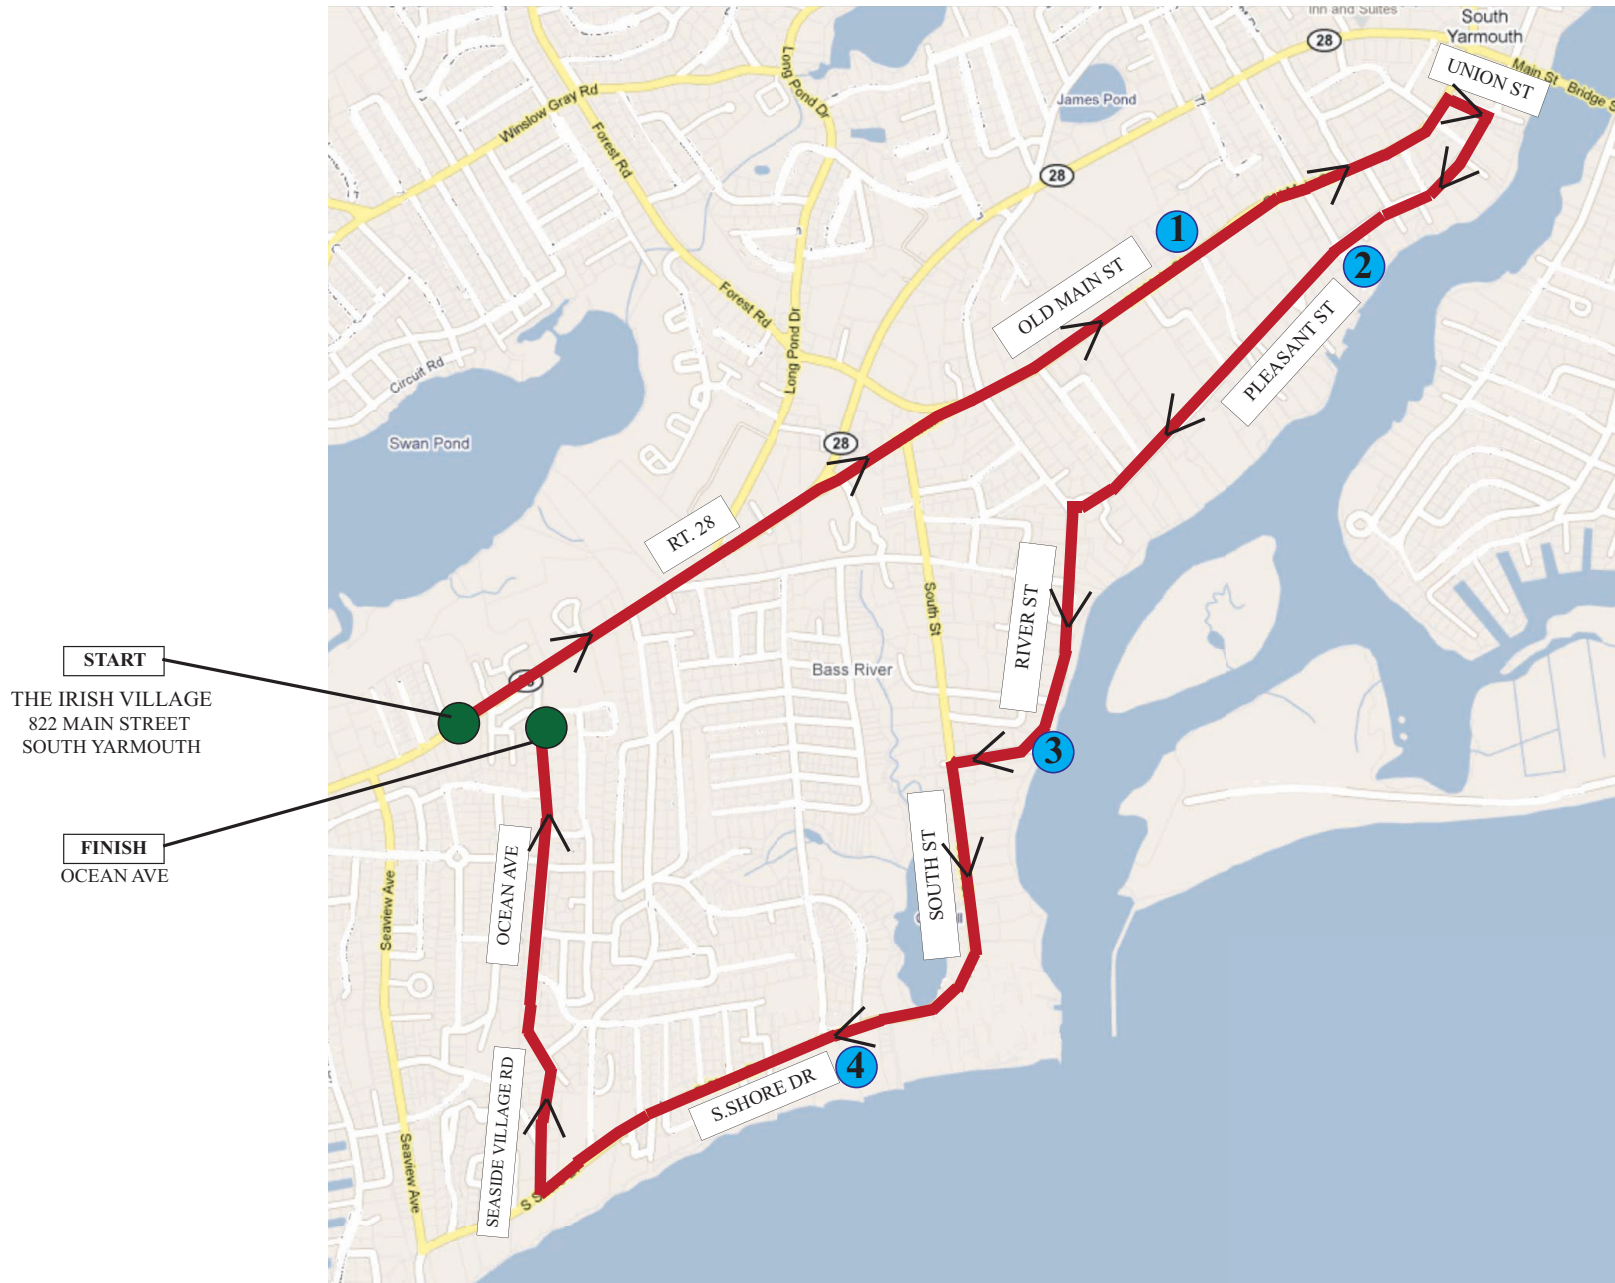 Inn and Suites
South
Yarmouth
28
Main St
Bridge S
UNION ST
Long Pond Dr
James Pond
Winslow Gray Rd
Forest Rd
28
1
2
OLD MAIN ST
PLEASANT ST
Forest Rd
Long Pond Dr
Circuit Rd
Swan Pond
28
RT. 28
South St
RIVER ST
Bass River
START
THE IRISH VILLAGE
822 MAIN STREET
SOUTH YARMOUTH
3
FINISH
OCEAN AVE
OCEAN AVE
SOUTH ST
Seaview Ave
4
S.SHORE DR
SEASIDE VILLAGE RD
Seaview Ave
S S